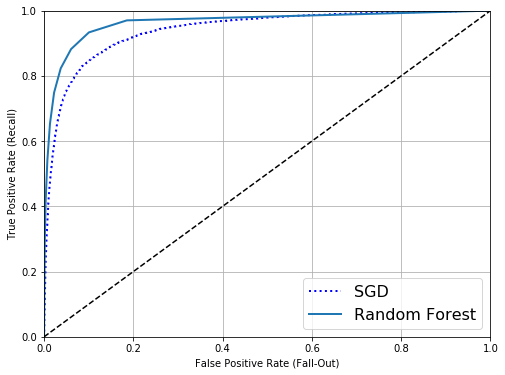 1.0
0.8
0.6
0.4
0.2
0.0
True Positive Rate (Recall)
0.0 0.2 0.4 0.6 0.8 1.0
False Positive Rate (Fall-Out)
SGD
Random Forest